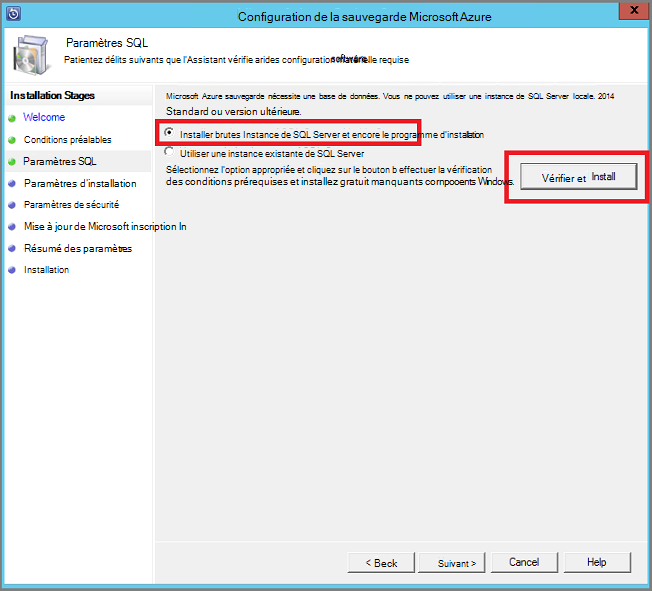 Configuration de la sauvegarde Microsoft Azure
X
Paramètres SQL
Patientez délits suivants que l'Assistant vérifie arides configuration matérielle requise
Installation Stages
Welcome
Conditions préalables
Paramètres SQL
Paramètres d'installation
Paramètres de sécurité
Mise à jour de Microsoft inscription In
Résumé des paramètres
Installation
Microsoft Azure sauvegarde nécessite une base de données. Vous ne pouvez utiliser une instance de SQL Server locale. 2014
Standard ou version ultérieure.
Installer brutes Instance de SQL Server et encore le programme d'installation
Utiliser une instance existante de SQL Server
Sélectionnez l'option appropriée et cliquez sur le bouton b effectuer la vérification
des conditions prérequises et installez gratuit manquants compooents Windows.
Vérifier et Install
< Beck
Suivant >
Cancel
Help